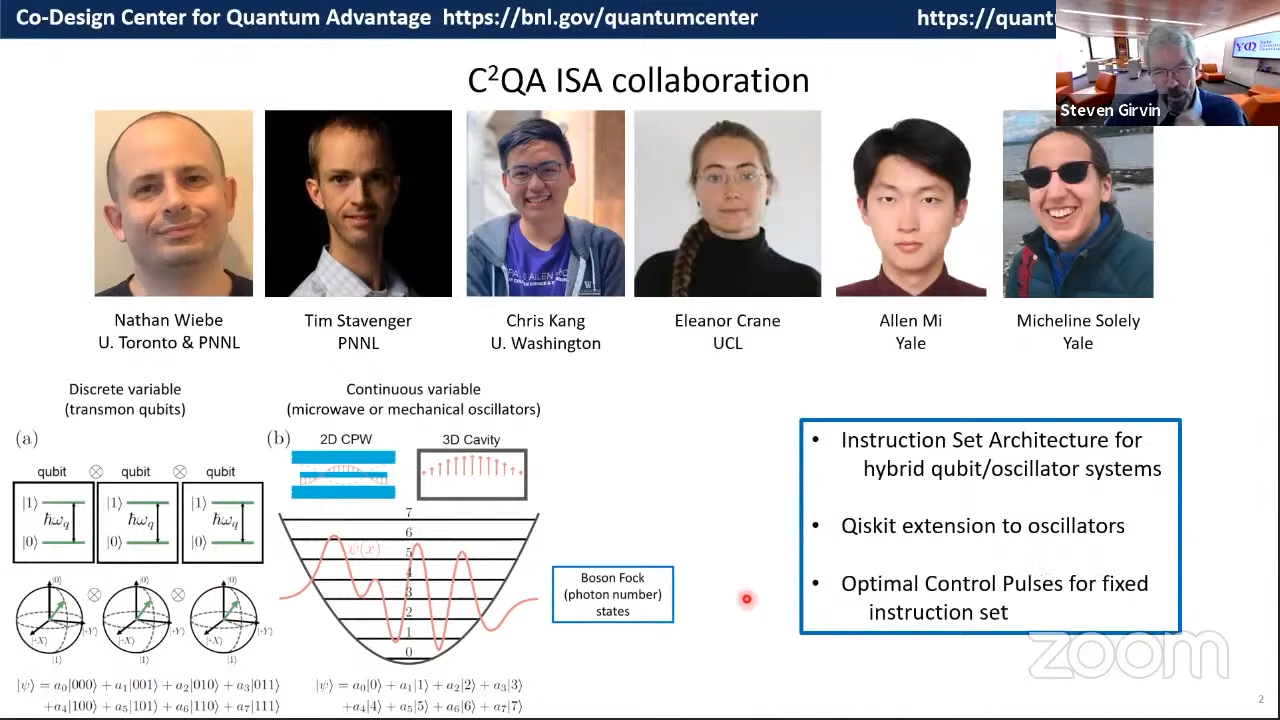 Co-Design Center for Quantum Advantage https://bnl.gov/quantumcenter
https://quant
Steven Girvin
C²QA ISA collaboration
Nathan Wiebe
U. Toronto & PNNL
Tim Stavenger
PNNL
Chris Kang
U. Washington
Eleanor Crane
UCL
Allen Mi
Yale
Micheline Solely
Yale
Discrete variable
(transmon qubits)
Continuous variable
(microwave or mechanical oscillators)
(a)
qubit ⊗ qubit ⊗ qubit
|1⟩ |1⟩ |1⟩
ħω_q ħω_q ħω_q
|0⟩ |0⟩ |0⟩
|0⟩ |0⟩ |0⟩
⊗ ⊗
|+X⟩ |+Y⟩ |+X⟩ |+Y⟩ |+X⟩ |+Y⟩
|1⟩ |1⟩ |1⟩
|ψ⟩ = a₀|000⟩ + a₁|001⟩ + a₂|010⟩ + a₃|011⟩
+a₄|100⟩ + a₅|101⟩ + a₆|110⟩ + a₇|111⟩
(b)
2D CPW
3D Cavity
7
6
ψ(x)
5
4
3
2
1
0
|ψ⟩ = a₀|0⟩ + a₁|1⟩ + a₂|2⟩ + a₃|3⟩
+a₄|4⟩ + a₅|5⟩ + a₆|6⟩ + a₇|7⟩
Boson Fock
(photon number)
states
• Instruction Set Architecture for
hybrid qubit/oscillator systems
• Qiskit extension to oscillators
• Optimal Control Pulses for fixed
instruction set
zoom
2